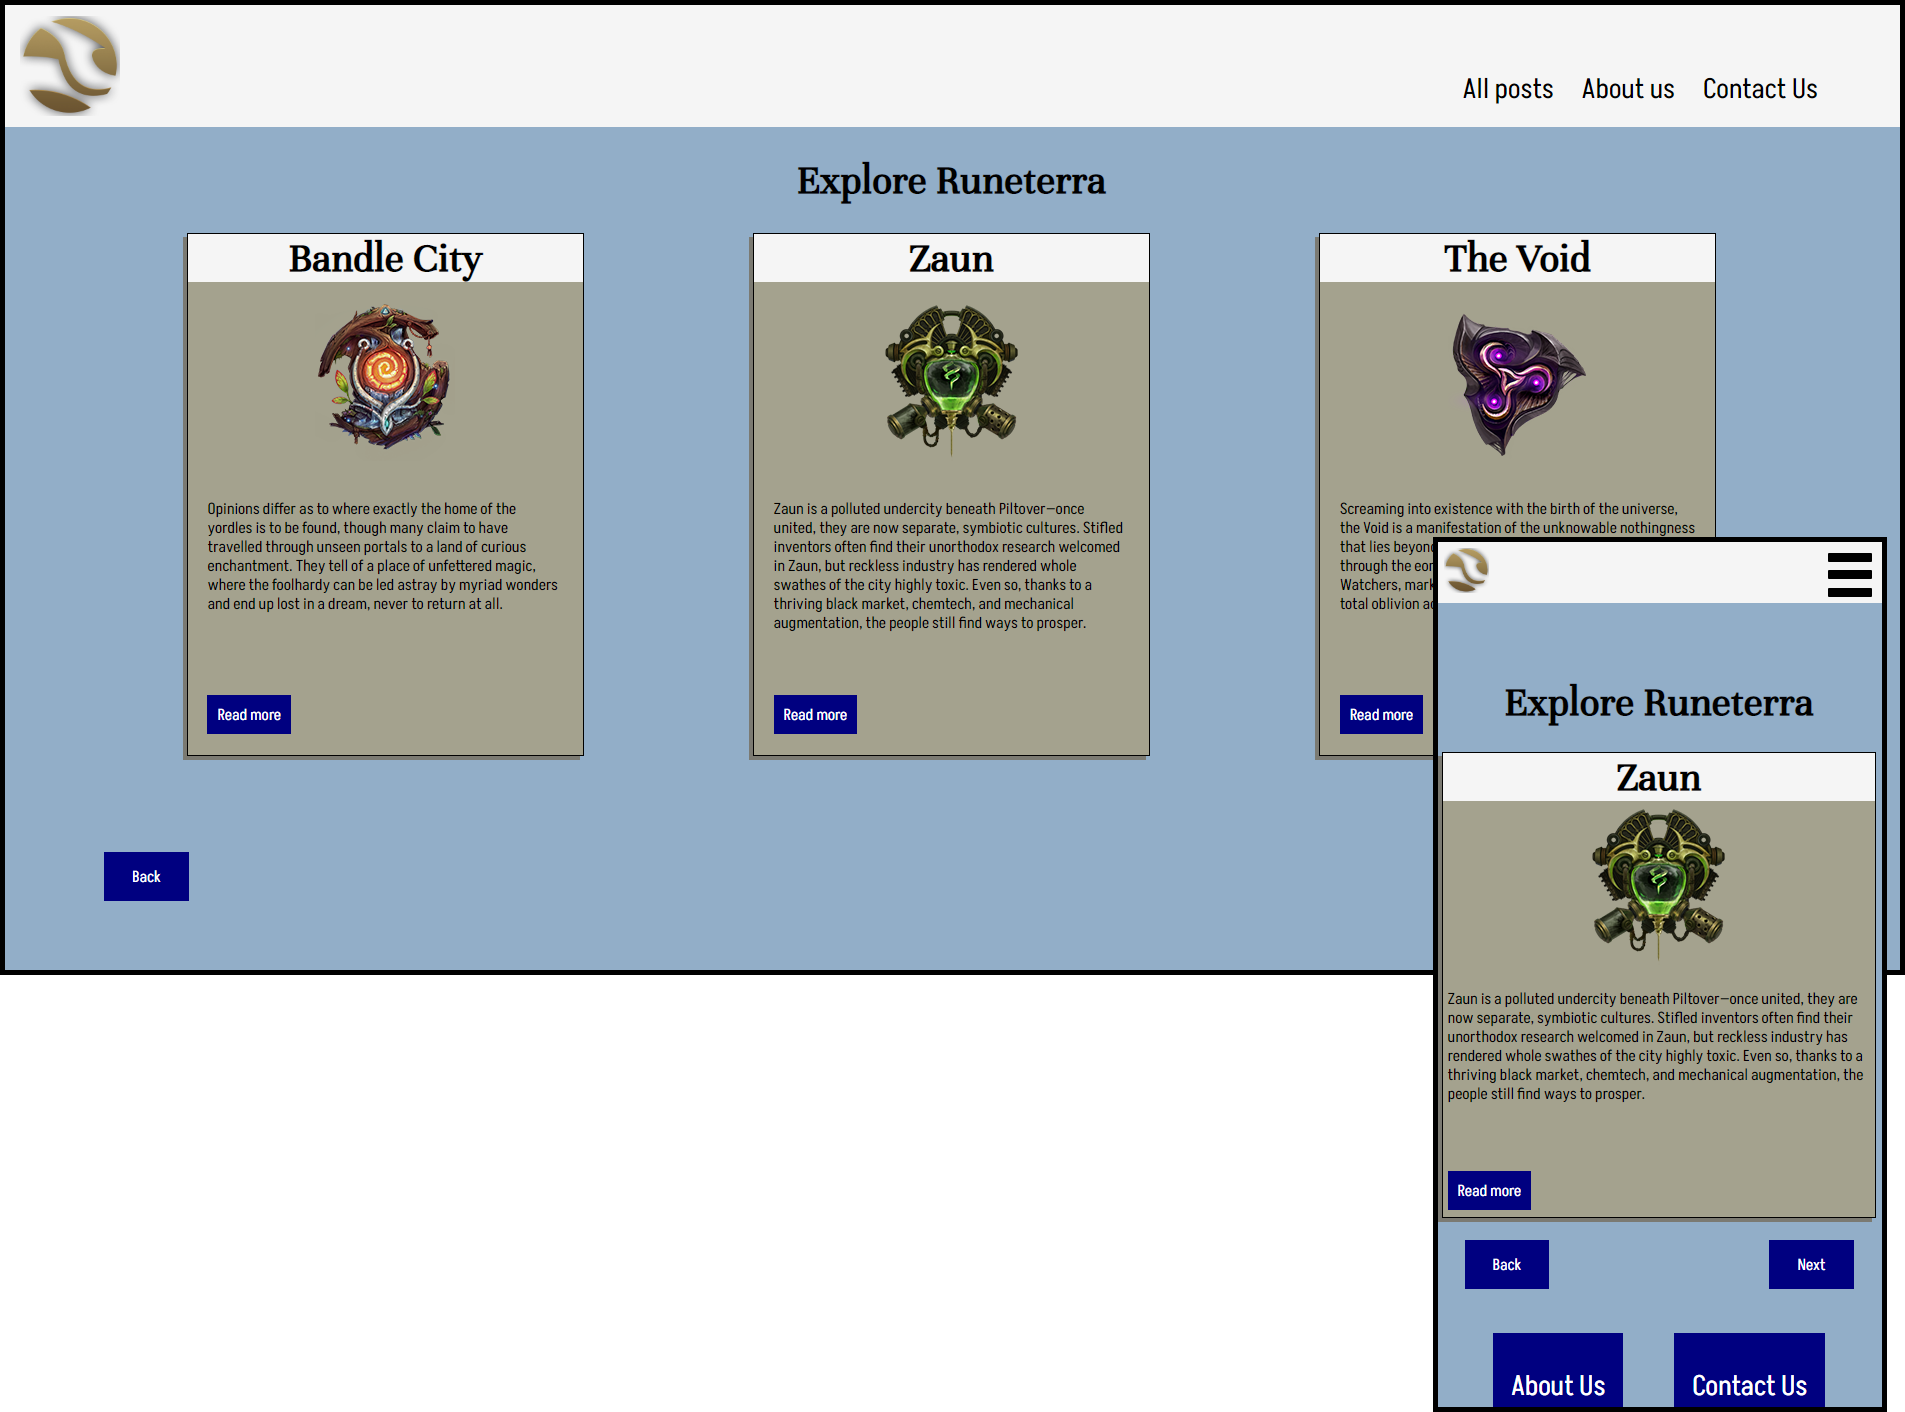 All posts About us Contact Us
Explore Runeterra
Bandle City
Opinions differ as to where exactly the home of the
yordles is to be found, though many claim to have
travelled through unseen portals to a land of curious
enchantment. They tell of a place of unfettered magic,
where the foolhardy can be led astray by myriad wonders
and end up lost in a dream, never to return at all.
Read more
Zaun
Zaun is a polluted undercity beneath Piltover—once
united, they are now separate, symbiotic cultures. Stifled
inventors often find their unorthodox research welcomed
in Zaun, but reckless industry has rendered whole
swathes of the city highly toxic. Even so, thanks to a
thriving black market, chemtech, and mechanical
augmentation, the people still find ways to prosper.
Read more
The Void
Screaming into existence with the birth of the universe,
the Void is a manifestation of the unknowable nothingness
that lies
through the
Watchers,
total oblivion
Read more
Back
Explore Runeterra
Zaun
Zaun is a polluted undercity beneath Piltover—once united, they are
now separate, symbiotic cultures. Stifled inventors often find their
unorthodox research welcomed in Zaun, but reckless industry has
rendered whole swathes of the city highly toxic. Even so, thanks to a
thriving black market, chemtech, and mechanical augmentation, the
people still find ways to prosper.
Read more
Back Next
About Us Contact Us